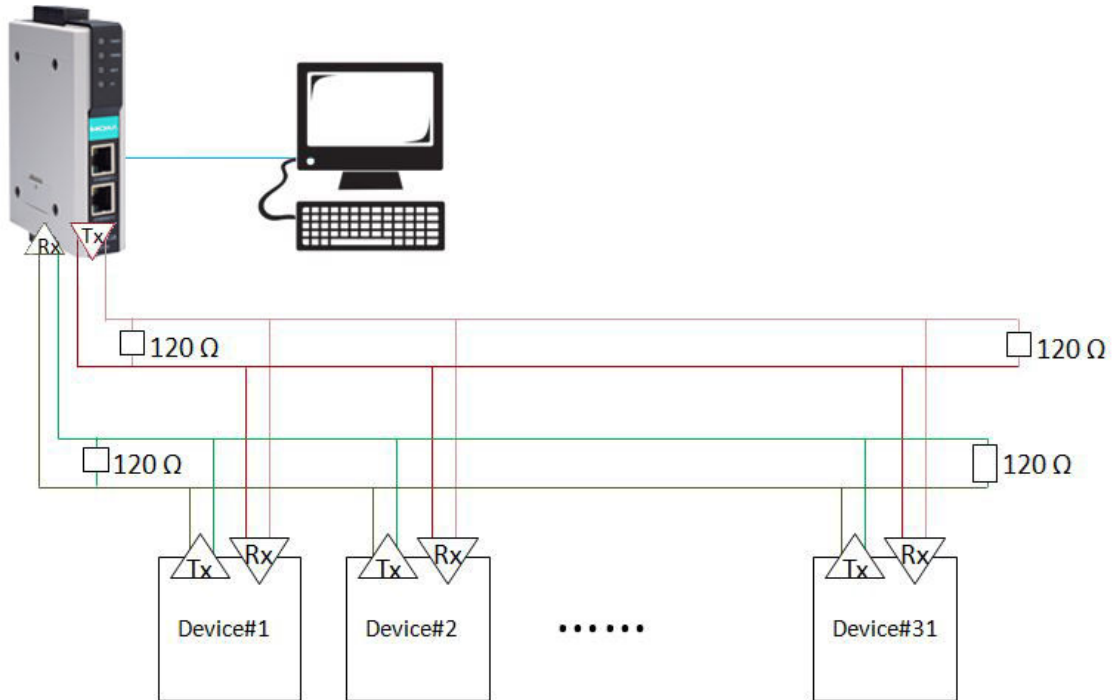 MOXA
Rx
Tx
120 Ω
120 Ω
120 Ω
120 Ω
Tx
Rx
Tx
Rx
Tx
Rx
Device#1
Device#2
......
Device#31